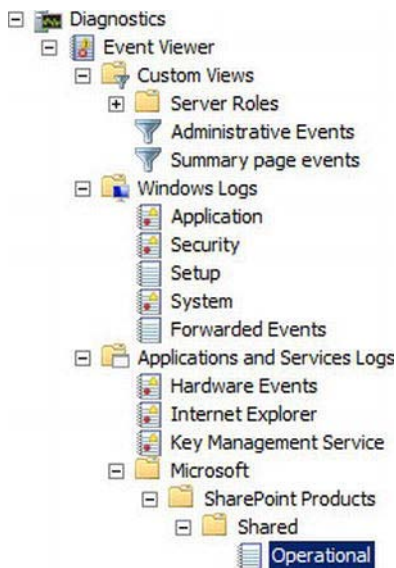 Diagnostics
Event Viewer
Custom Views
Server Roles
Administrative Events
Summary page events
Windows Logs
Application
Security
Setup
System
Forwarded Events
Applications and Services Logs
Hardware Events
Internet Explorer
Key Management Service
Microsoft
SharePoint Products
Shared
Operational